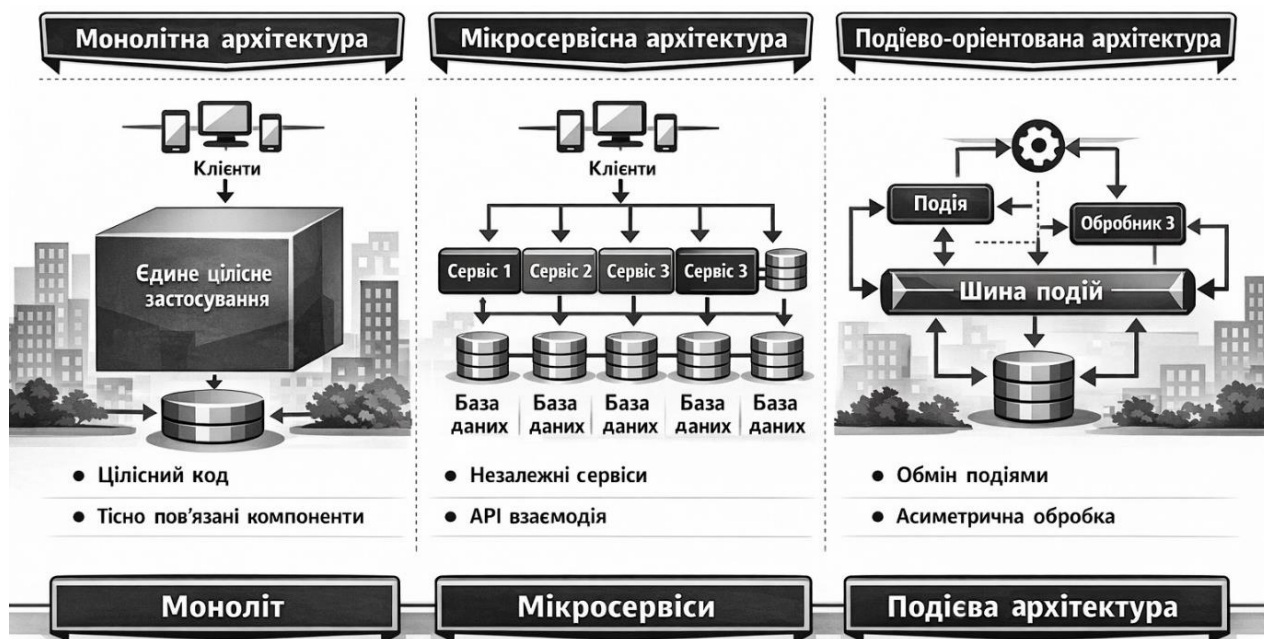 Монолітна архітектура
Клієнти
Єдине цілісне
застосування
Цілісний код
Тісно пов'язані компоненти
Моноліт
Мікросервісна архітектура
Клієнти
Сервіс 1
Сервіс 2
Сервіс 3
Сервіс 3
База
даних
База
даних
База
даних
База
даних
База
даних
Незалежні сервіси
API взаємодія
Мікросервіси
Подієво-орієнтована архітектура
Подія
Обробник 3
Шина подій
Обмін подіями
Асиметрична обробка
Подієва архітектура